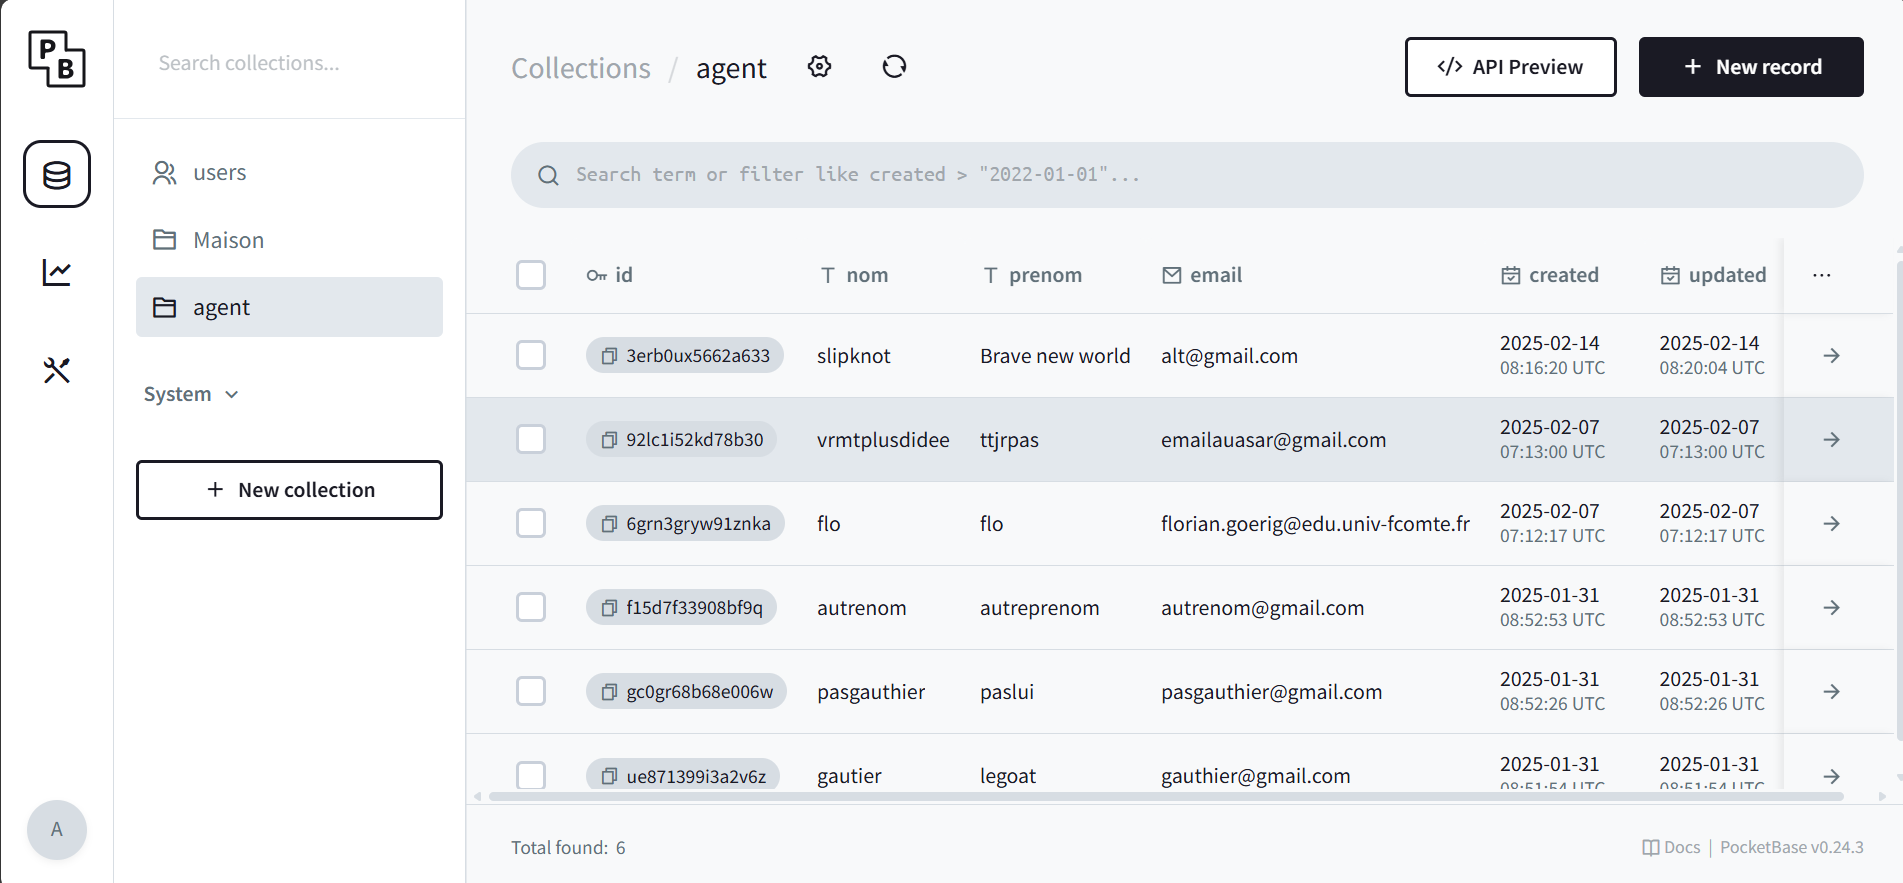 P
B
Search collections...
users
Maison
agent
System
+ New collection
A
Collections / agent
</> API Preview
+ New record
Search term or filter like created > "2022-01-01"...
id nom prenom email created updated ...
3erb0ux5662a633 slipknot Brave new world alt@gmail.com 2025-02-14 08:16:20 UTC 2025-02-14 08:20:04 UTC
92lc1i52kd78b30 vrmtplusdidee ttjrpas emailauasar@gmail.com 2025-02-07 07:13:00 UTC 2025-02-07 07:13:00 UTC
6grn3gryw91znka flo flo florian.goerig@edu.univ-fcomte.fr 2025-02-07 07:12:17 UTC 2025-02-07 07:12:17 UTC
f15d7f33908bf9q autrenom autreprenom autrenom@gmail.com 2025-01-31 08:52:53 UTC 2025-01-31 08:52:53 UTC
gc0gr68b68e006w pasgauthier paslui pasgauthier@gmail.com 2025-01-31 08:52:26 UTC 2025-01-31 08:52:26 UTC
ue871399i3a2v6z gautier legoat gauthier@gmail.com 2025-01-31 08:51:54 UTC 2025-01-31 08:51:54 UTC
Total found: 6
Docs | PocketBase v0.24.3